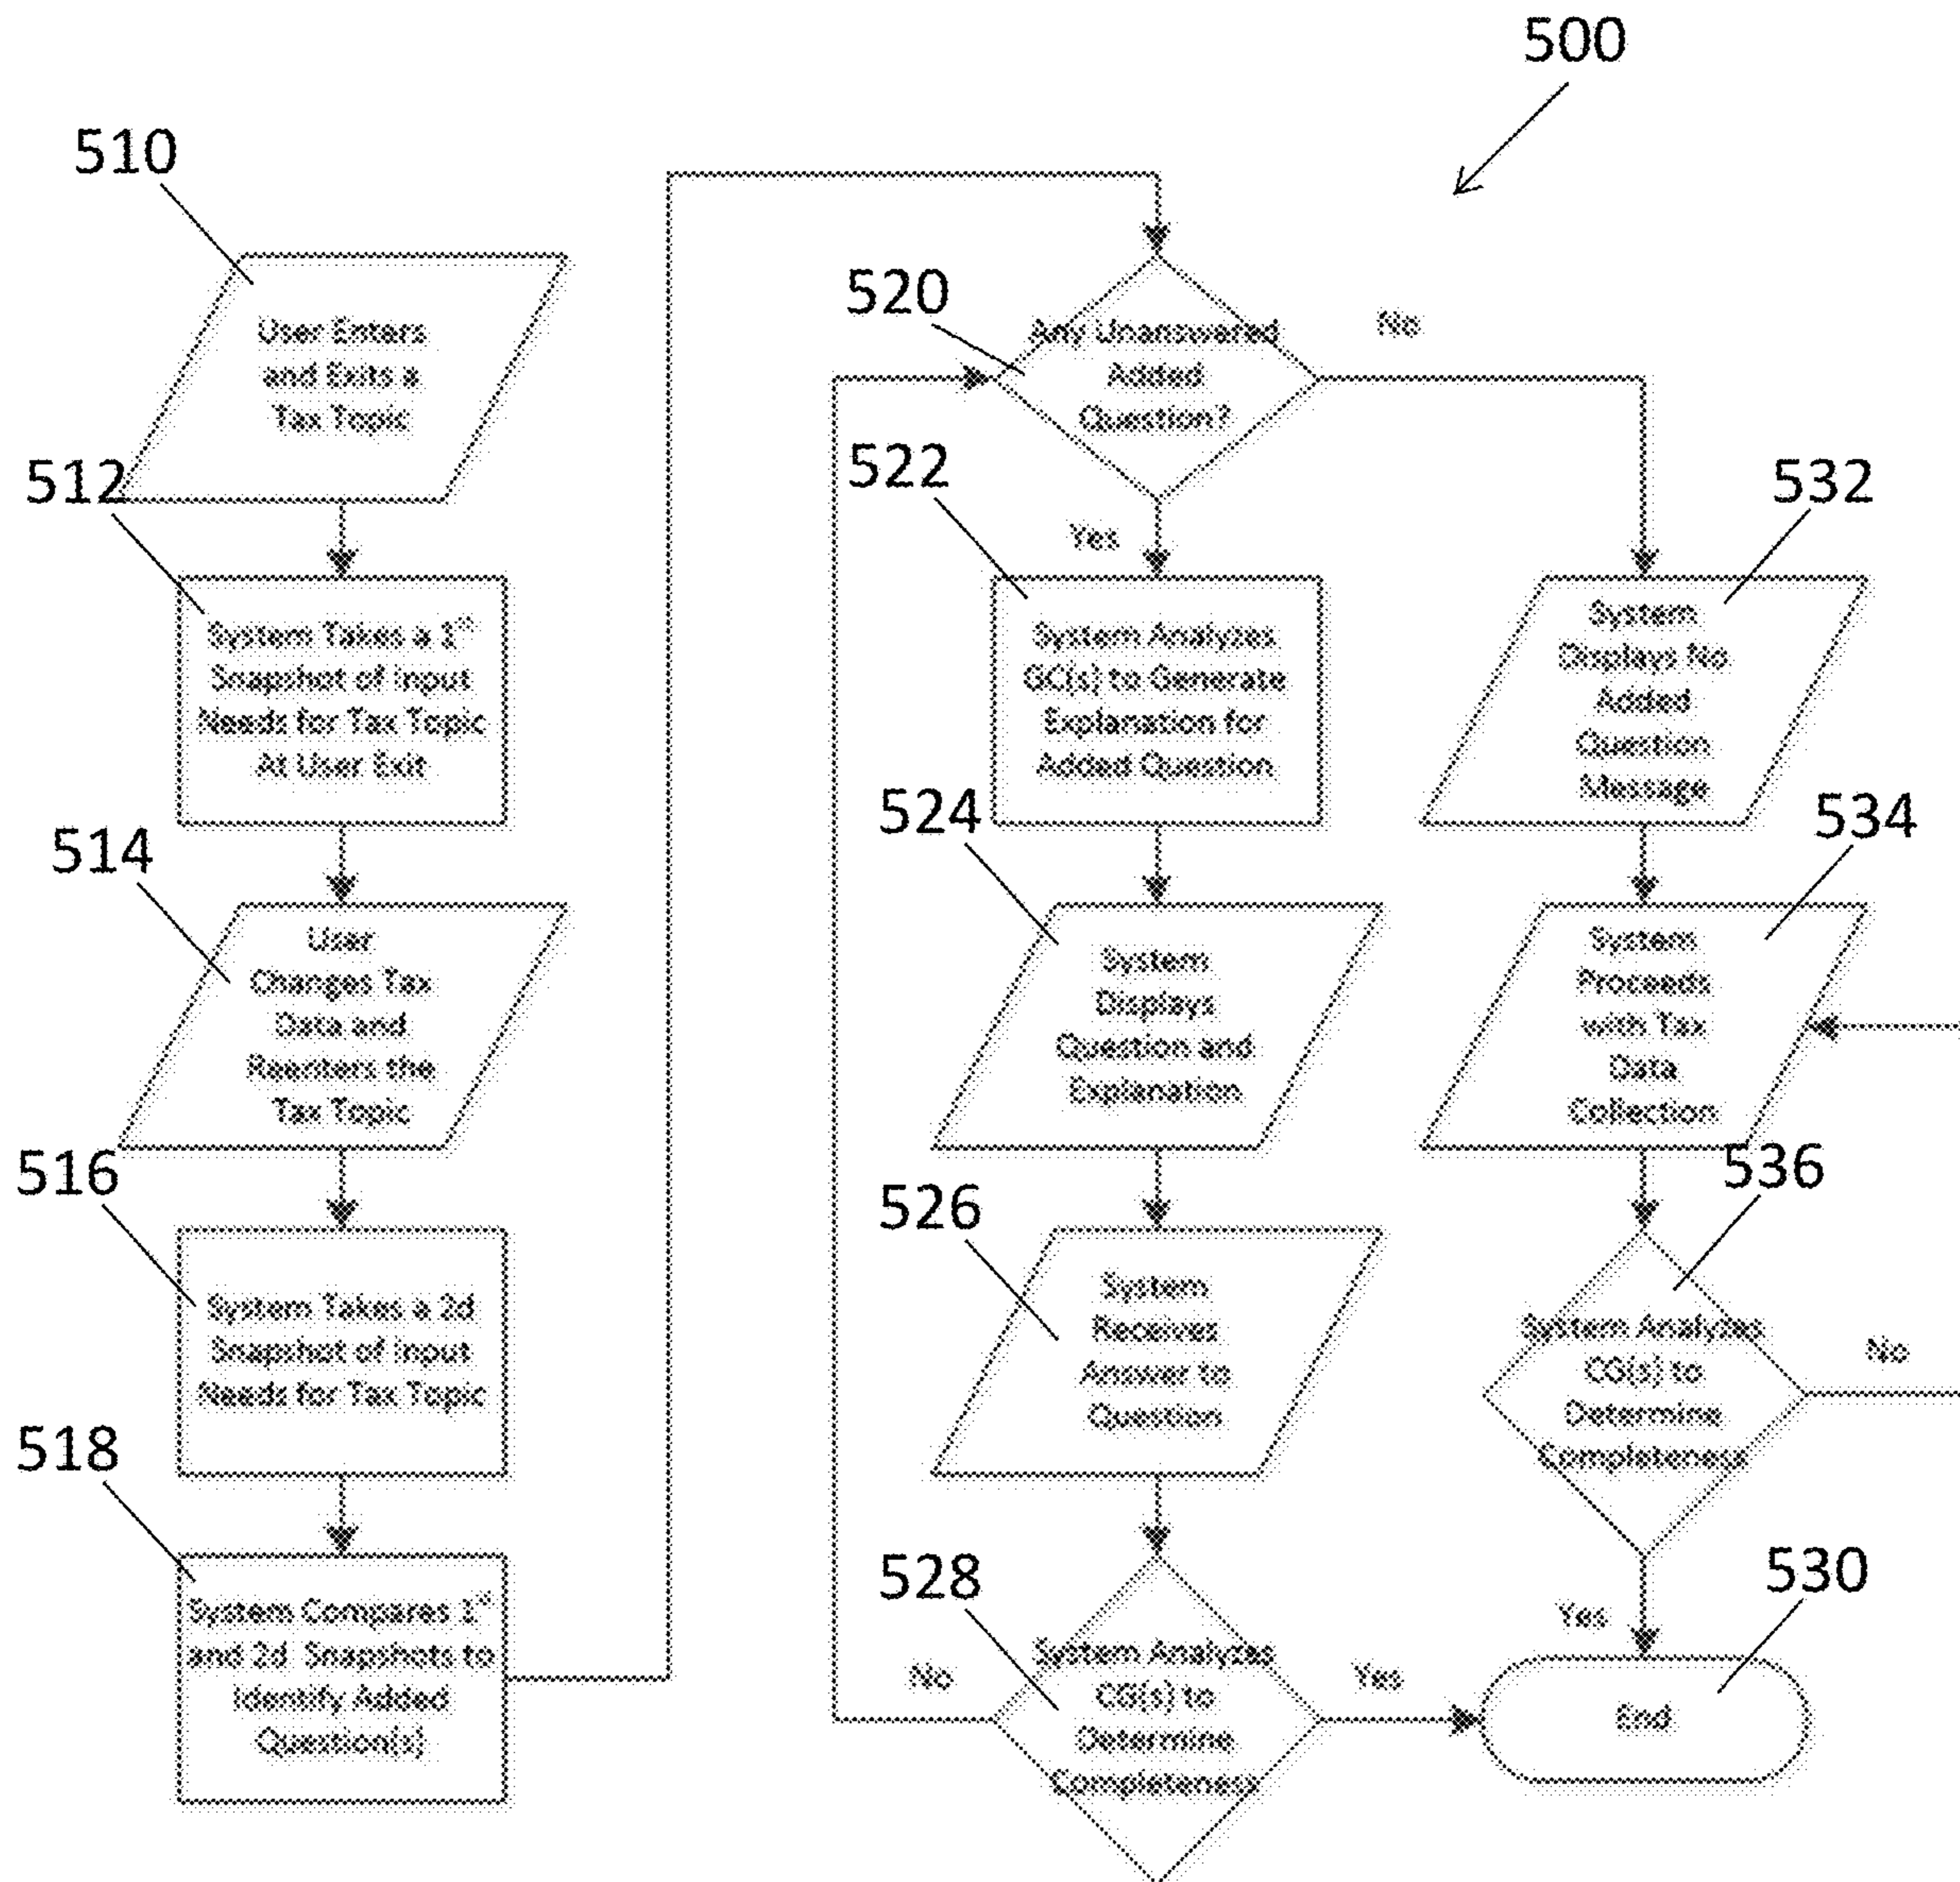 500
510
User Enters
and Exits a
Tax Topic
512
System Takes a 1st
Snapshot of Input
Needs for Tax Topic
At User Exit
514
User
Changes Tax
Data and
Reenters the
Tax Topic
516
System Takes a 2d
Snapshot of Input
Needs for Tax Topic
518
System Compares 1st
and 2d Snapshots to
Identify Added
Question(s)
520
Any Unanswered
Added
Question?
No
Yes
522
System Analyzes
GC(s) to Generate
Explanation for
Added Question
524
System
Displays
Question and
Explanation
526
System
Receives
Answer to
Question
528
System Analyzes
CG(s) to
Determine
Completeness
No
Yes
532
System
Displays No
Added
Question
Message
534
System
Proceeds
with Tax
Data
Collection
536
System Analyzes
CG(s) to
Determine
Completeness
No
Yes
530
End